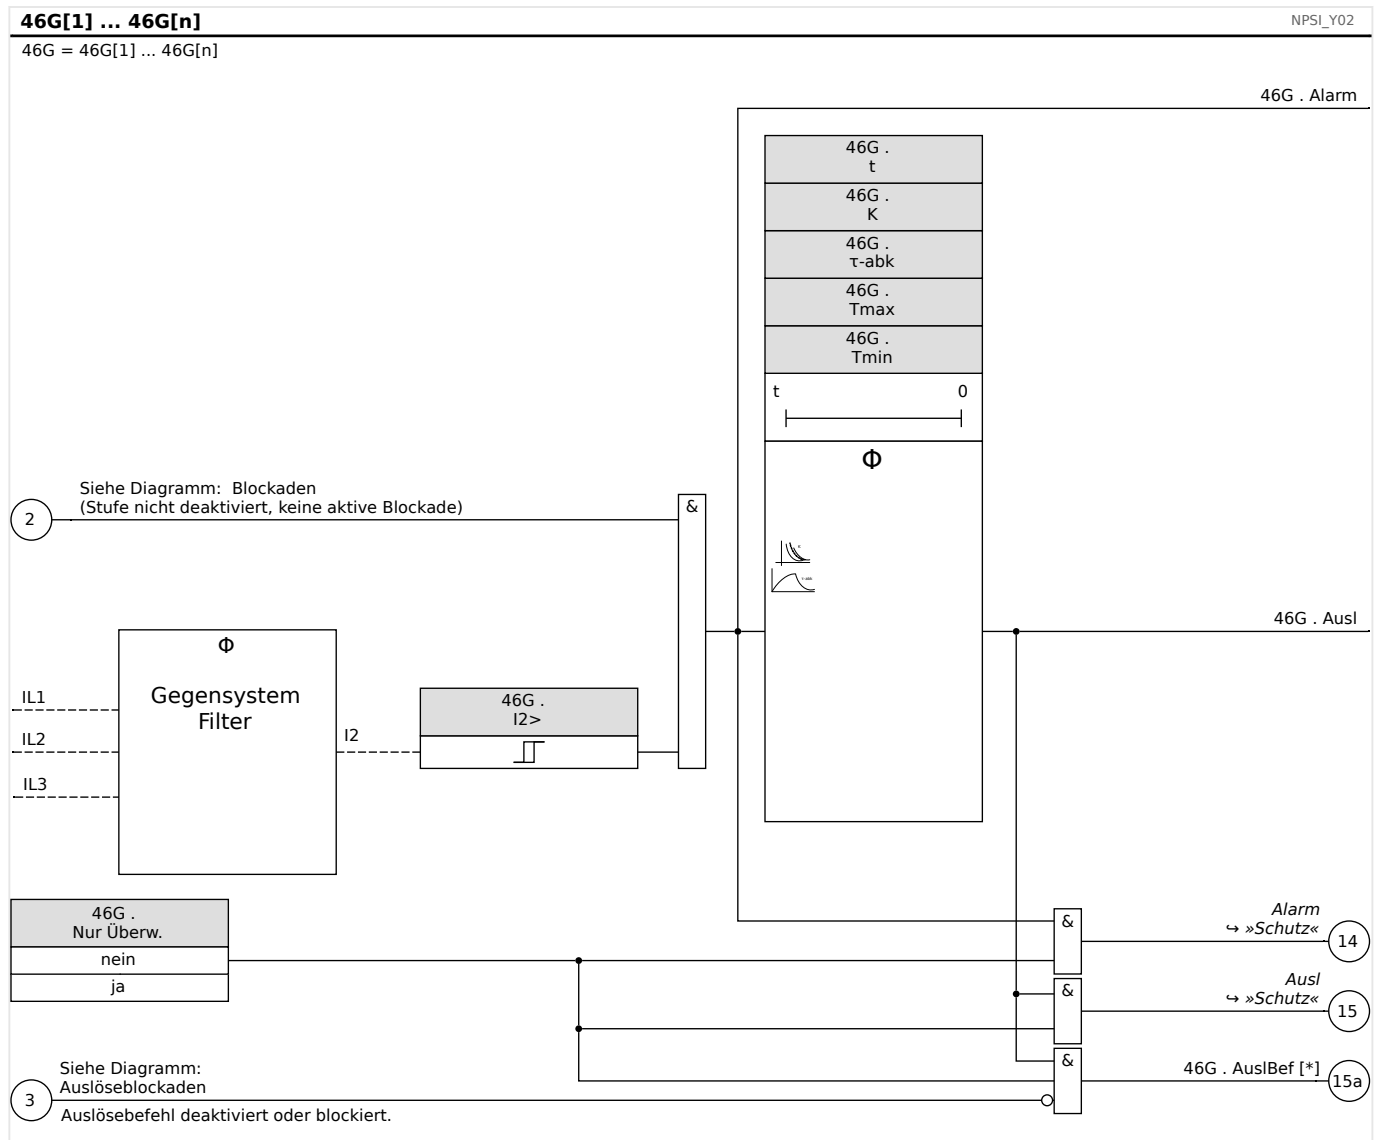 46G[1] ... 46G[n]
NPSI_Y02
46G = 46G[1] ... 46G[n]
46G . Alarm
46G .
t
46G .
K
46G .
τ-abk
46G .
Tmax
46G .
Tmin
t 0
Φ
Siehe Diagramm: Blockaden
(Stufe nicht deaktiviert, keine aktive Blockade)
2
&
46G . Ausl
Φ
Gegensystem
Filter
IL1
IL2
IL3
I2
46G .
I2>
46G .
Nur Überw.
nein
ja
&
Alarm
↪ »Schutz«
14
&
Ausl
↪ »Schutz«
15
&
46G . AuslBef [*]
15a
Siehe Diagramm:
Auslöseblockaden
3
Auslösebefehl deaktiviert oder blockiert.